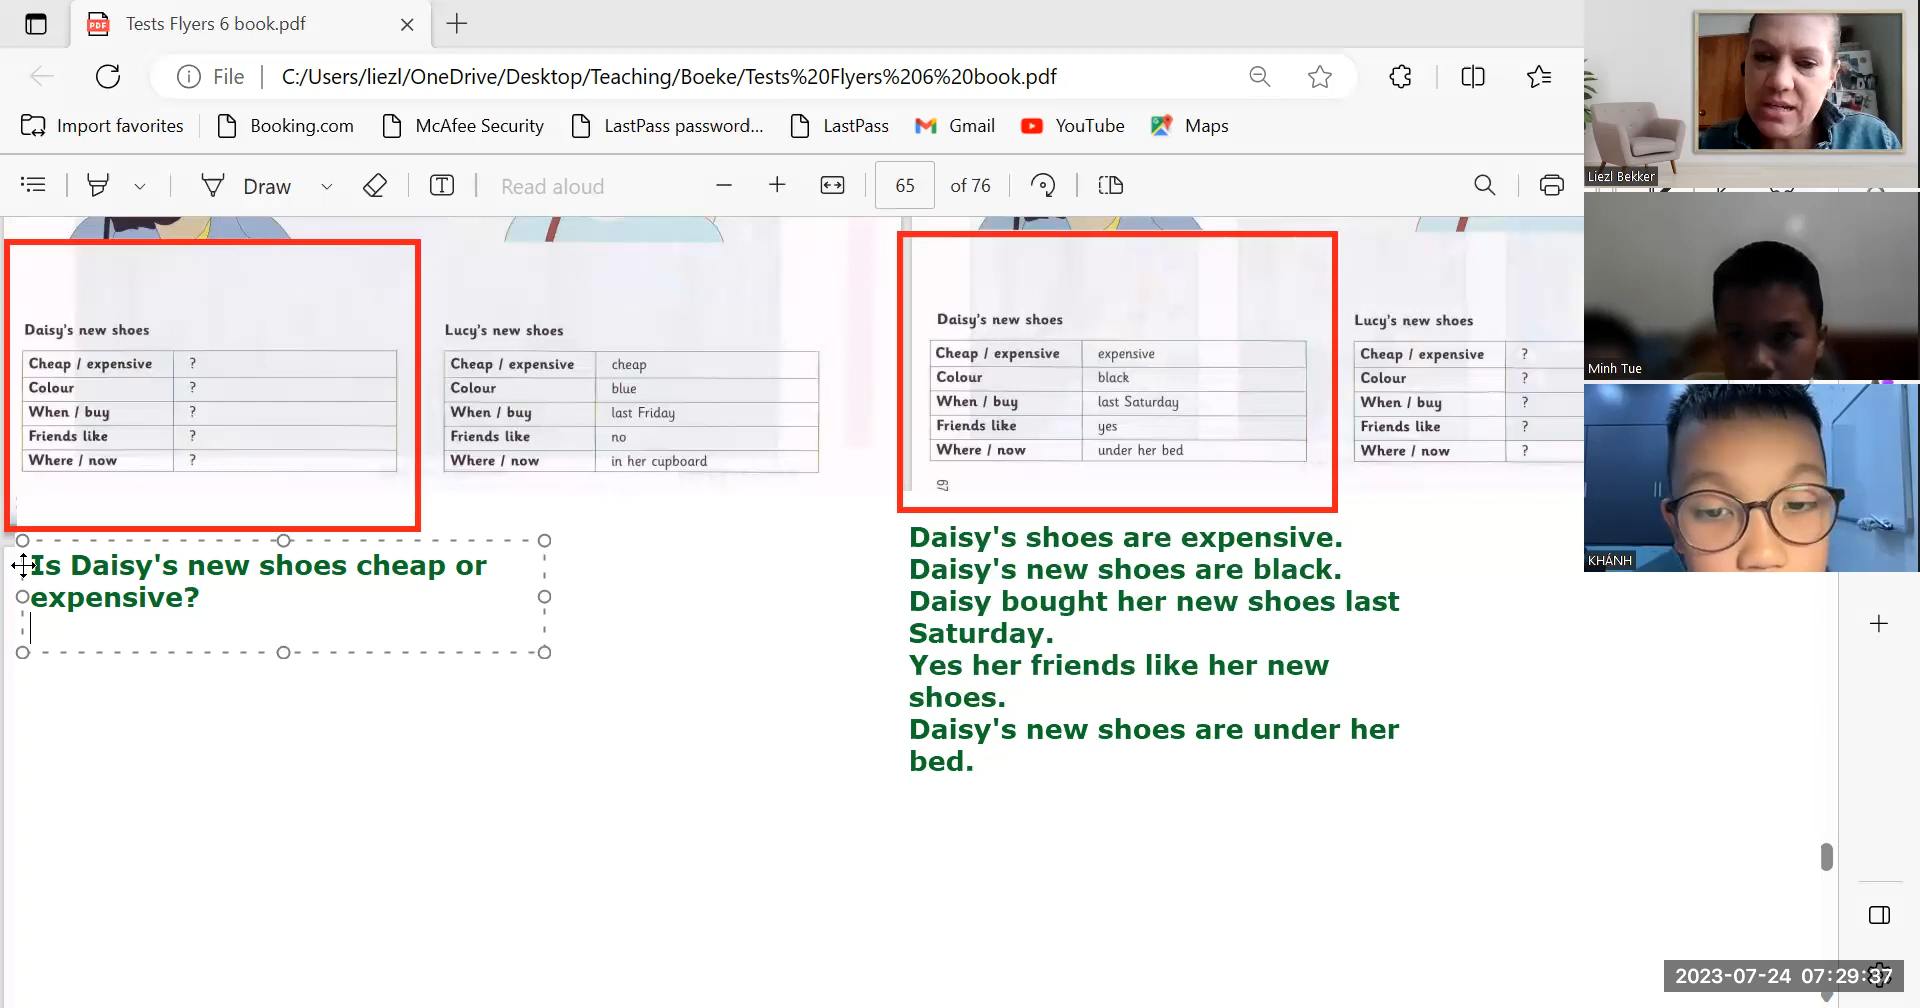 Tests Flyers 6 book.pdf
File
C:/Users/liezl/OneDrive/Desktop/Teaching/Boeke/Tests%20Flyers%206%20book.pdf
Import favorites
Booking.com
McAfee Security
LastPass password...
LastPass
Gmail
YouTube
Maps
Draw
Read aloud
65
of 76
Daisy's new shoes
Cheap / expensive ?
Colour ?
When / buy ?
Friends like ?
Where / now ?
Lucy's new shoes
Cheap / expensive cheap
Colour blue
When / buy last Friday
Friends like no
Where / now in her cupboard
Daisy's new shoes
Cheap / expensive expensive
Colour black
When / buy last Saturday
Friends like yes
Where / now under her bed
67
Lucy's new shoes
Cheap / expensive ?
Colour ?
When / buy ?
Friends like ?
Where / now ?
Is Daisy's new shoes cheap or
expensive?
Daisy's shoes are expensive.
Daisy's new shoes are black.
Daisy bought her new shoes last
Saturday.
Yes her friends like her new
shoes.
Daisy's new shoes are under her
bed.
Liezl Bekker
Minh Tue
KHÁNH
2023-07-24 07:29:37